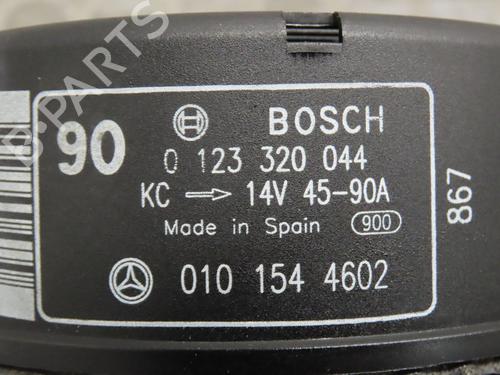 90
BOSCH
0 123 320 044
KC → 14V 45-90A
Made in Spain 900
010 154 4602
867
B-PARTS